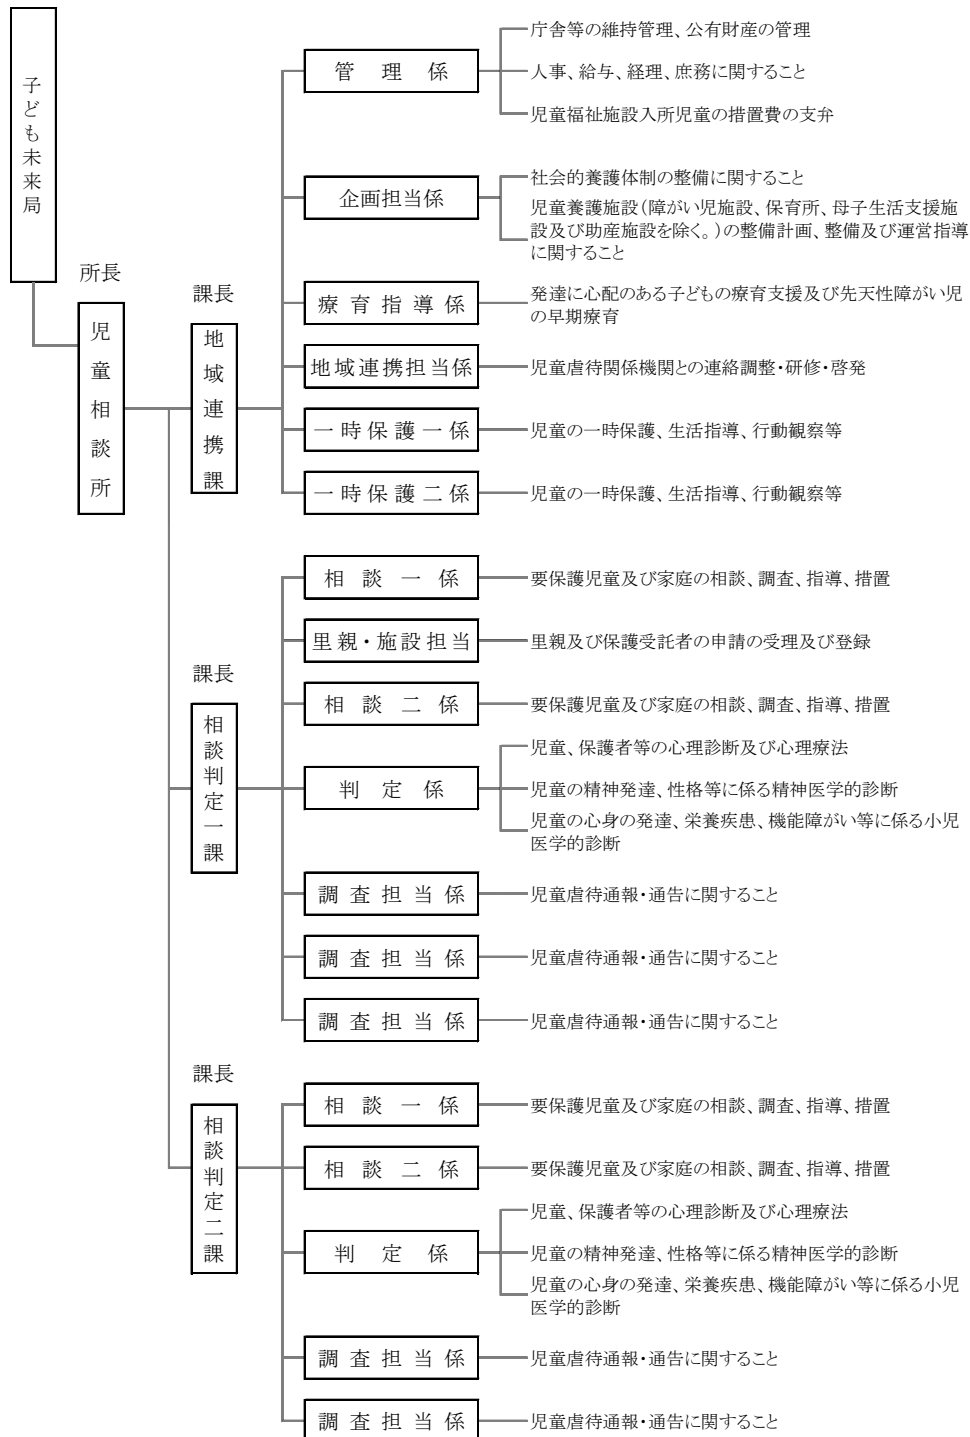 子ども未来局
所長
児童相談所
課長
地域連携課
管理係
庁舎等の維持管理、公有財産の管理
人事、給与、経理、庶務に関すること
児童福祉施設入所児童の措置費の支弁
企画担当係
社会的養護体制の整備に関すること
児童養護施設(障がい児施設、保育所、母子生活支援施
設及び助産施設を除く。)の整備計画、整備及び運営指導
に関すること
療育指導係
発達に心配のある子どもの療育支援及び先天性障がい児
の早期療育
地域連携担当係
児童虐待関係機関との連絡調整・研修・啓発
一時保護一係
児童の一時保護、生活指導、行動観察等
一時保護二係
児童の一時保護、生活指導、行動観察等
課長
相談判定一課
相談一係
要保護児童及び家庭の相談、調査、指導、措置
里親・施設担当
里親及び保護受託者の申請の受理及び登録
相談二係
要保護児童及び家庭の相談、調査、指導、措置
判定係
児童、保護者等の心理診断及び心理療法
児童の精神発達、性格等に係る精神医学的診断
児童の心身の発達、栄養疾患、機能障がい等に係る小児
医学的診断
調査担当係
児童虐待通報・通告に関すること
調査担当係
児童虐待通報・通告に関すること
調査担当係
児童虐待通報・通告に関すること
課長
相談判定二課
相談一係
要保護児童及び家庭の相談、調査、指導、措置
相談二係
要保護児童及び家庭の相談、調査、指導、措置
判定係
児童、保護者等の心理診断及び心理療法
児童の精神発達、性格等に係る精神医学的診断
児童の心身の発達、栄養疾患、機能障がい等に係る小児
医学的診断
調査担当係
児童虐待通報・通告に関すること
調査担当係
児童虐待通報・通告に関すること